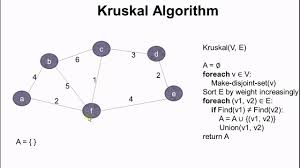 Kruskal Algorithm
c
3
d
b
6
4
5
1
2
a
2
4
e
f
A = { }
Kruskal(V, E)
A = ∅
foreach v ∈ V:
Make-disjoint-set(v)
Sort E by weight increasingly
foreach (v1, v2) ∈ E:
if Find(v1) ≠ Find(v2):
A = A ∪ {(v1, v2)}
Union(v1, v2)
return A